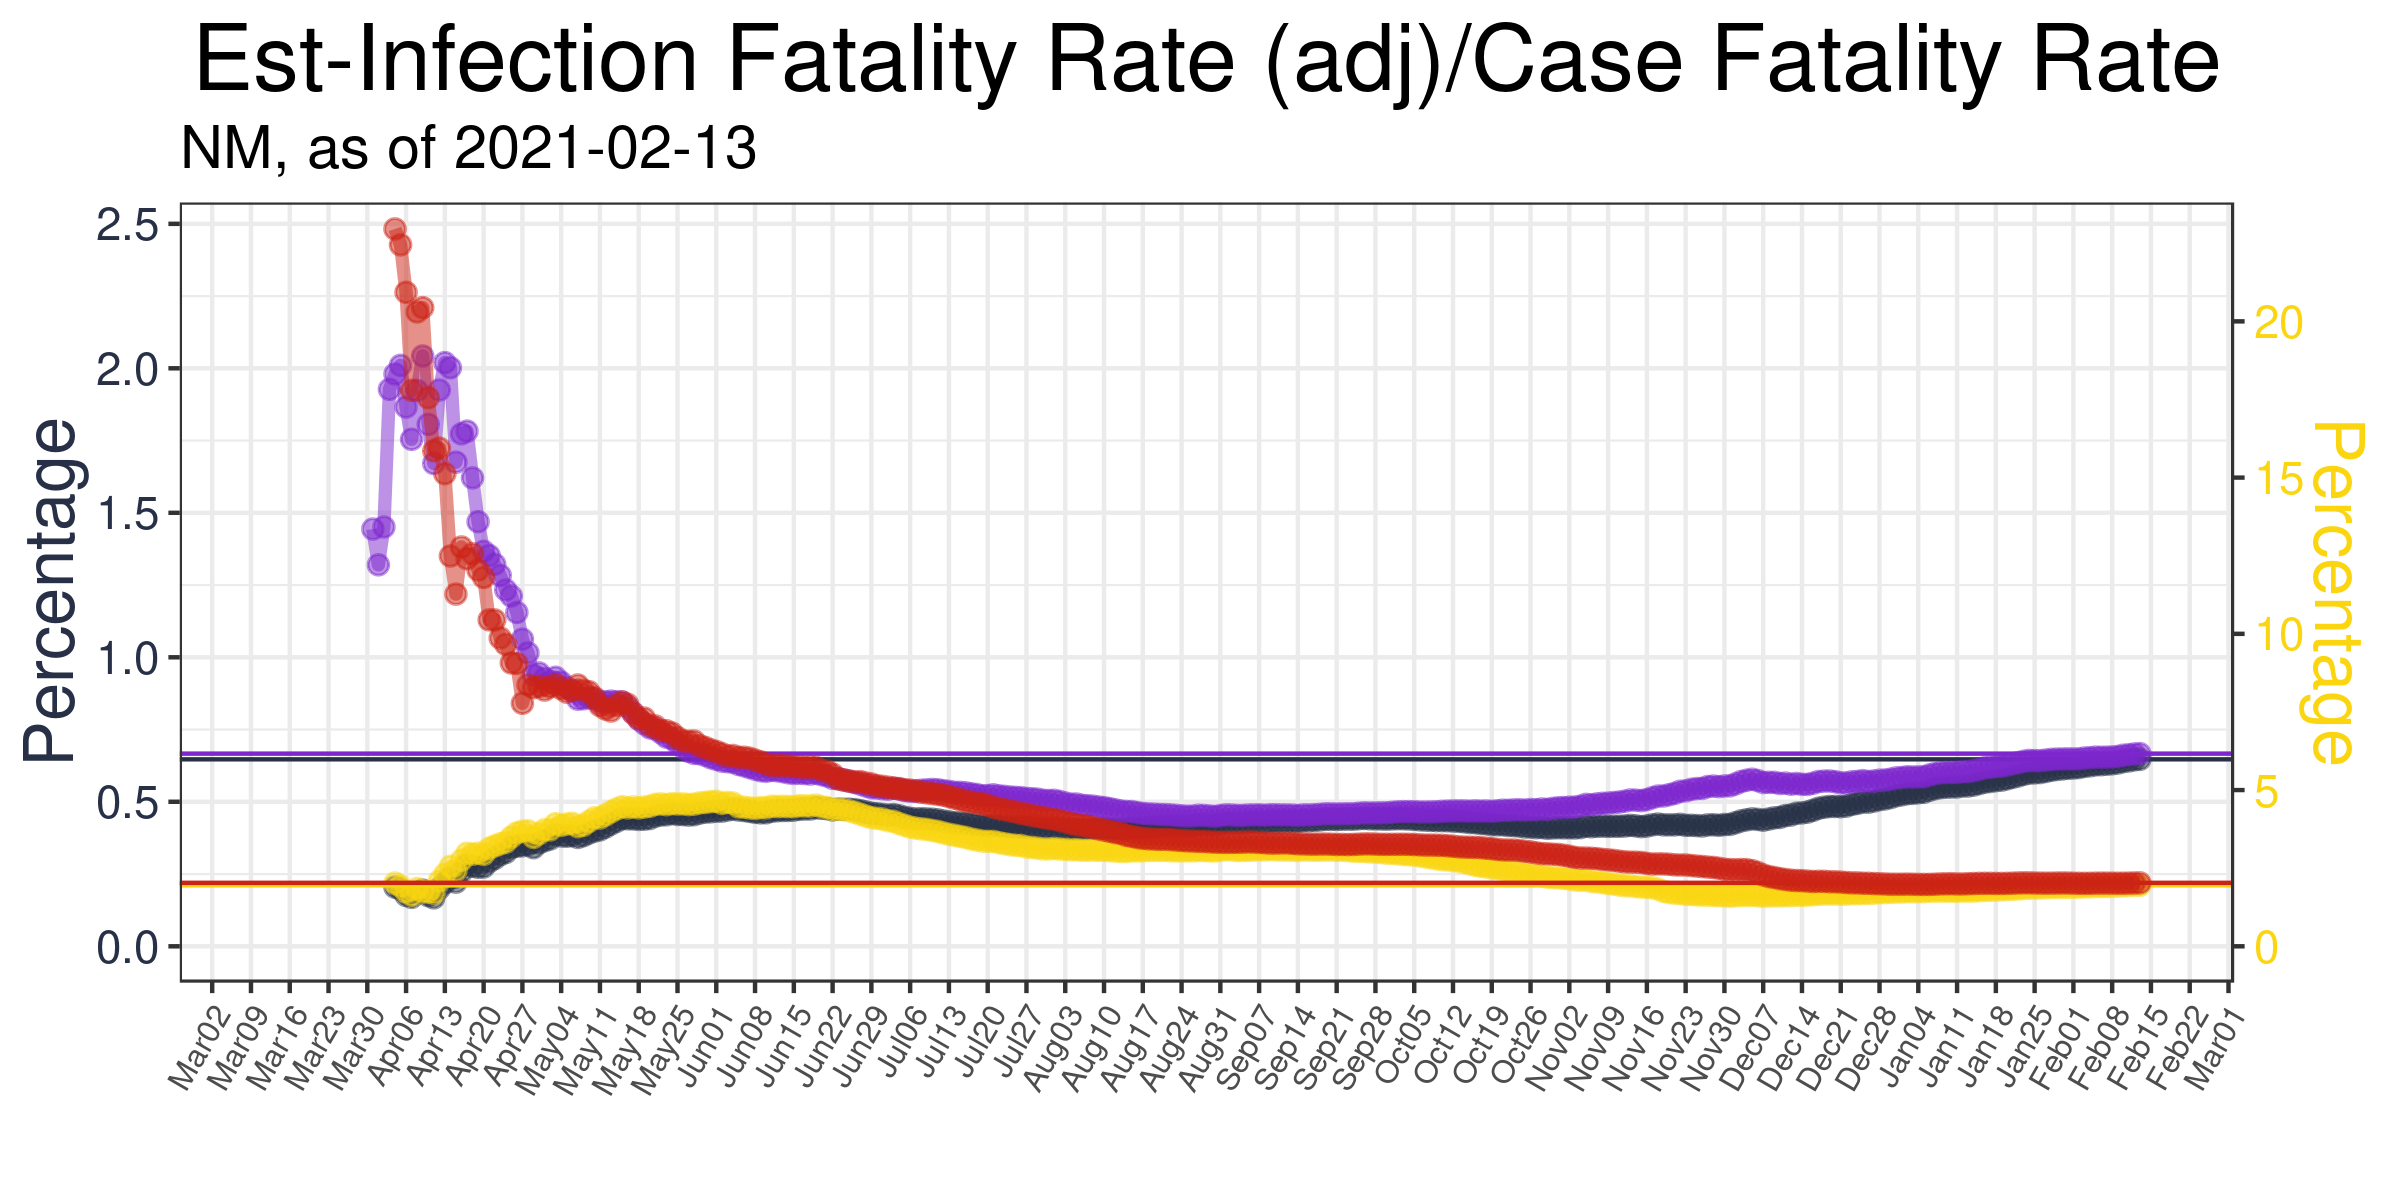 Est-Infection Fatality Rate (adj)/Case Fatality Rate
NM, as of 2021-02-13
Percentage
2.5
2.0
1.5
1.0
0.5
0.0
20
15
10
5
0
Percentage
Mar02
Mar09
Mar16
Mar23
Mar30
Apr06
Apr13
Apr20
Apr27
May04
May11
May18
May25
Jun01
Jun08
Jun15
Jun22
Jun29
Jul06
Jul13
Jul20
Jul27
Aug03
Aug10
Aug17
Aug24
Aug31
Sep07
Sep14
Sep21
Sep28
Oct05
Oct12
Oct19
Oct26
Nov02
Nov09
Nov16
Nov23
Nov30
Dec07
Dec14
Dec21
Dec28
Jan04
Jan11
Jan18
Jan25
Feb01
Feb08
Feb15
Feb22
Mar01